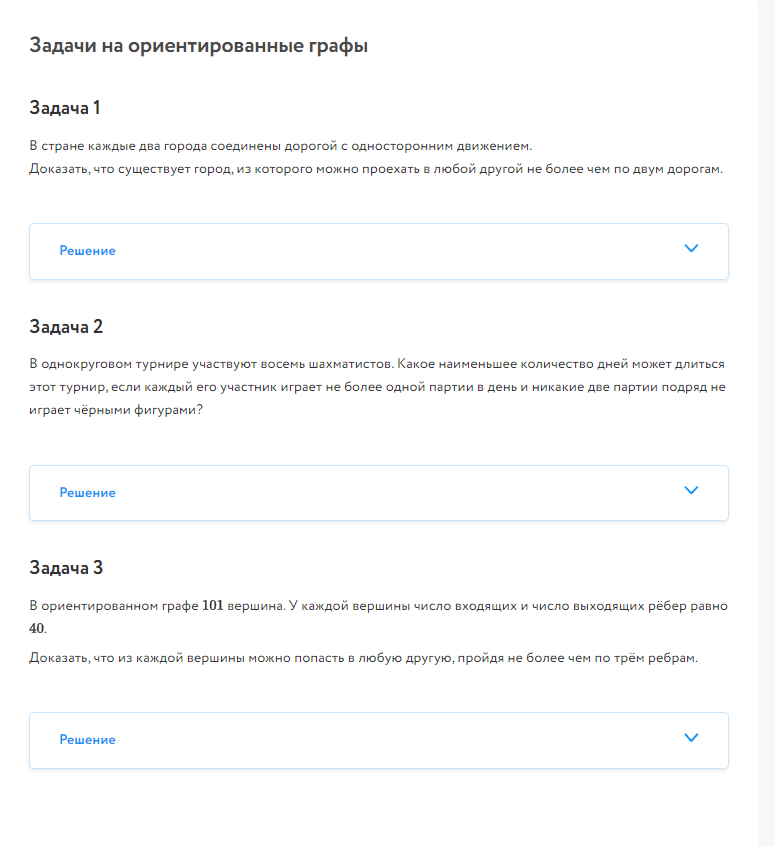 Задачи на ориентированные графы
Задача 1
В стране каждые два города соединены дорогой с односторонним движением.
Доказать, что существует город, из которого можно проехать в любой другой не более чем по двум дорогам.
Решение
Задача 2
В однокруговом турнире участвуют восемь шахматистов. Какое наименьшее количество дней может длиться
этот турнир, если каждый его участник играет не более одной партии в день и никакие две партии подряд не
играет чёрными фигурами?
Решение
Задача 3
В ориентированном графе 101 вершина. У каждой вершины число входящих и число выходящих рёбер равно
40.
Доказать, что из каждой вершины можно попасть в любую другую, пройдя не более чем по трём ребрам.
Решение